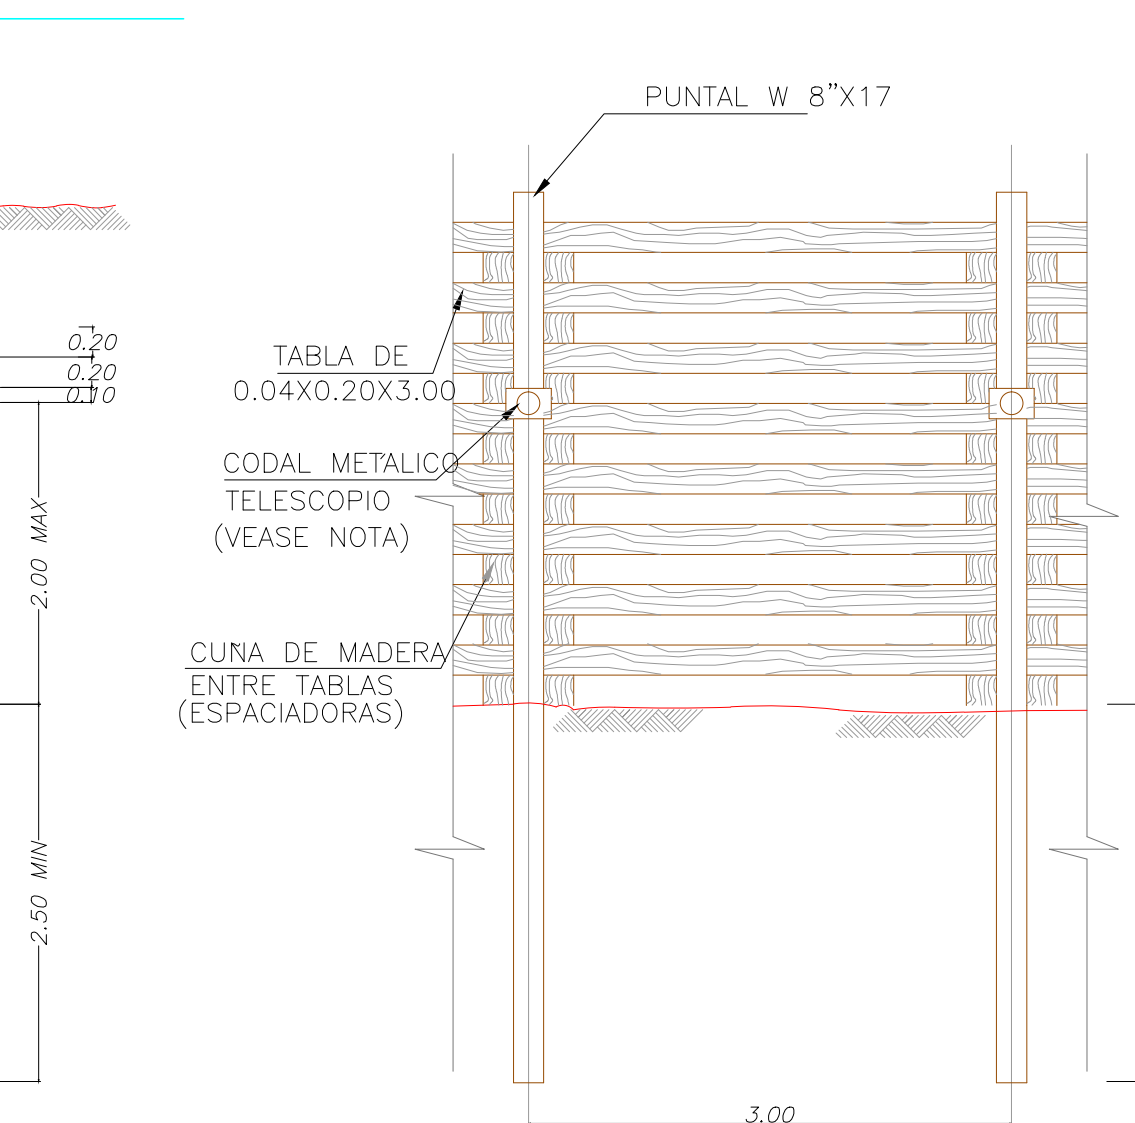 PUNTAL W 8"X17
0.20
0.20
0.10
TABLA DE
0.04X0.20X3.00
CODAL METÁLICO
TELESCOPIO
(VEASE NOTA)
2.00 MAX
CUÑA DE MADERA
ENTRE TABLAS
(ESPACIADORAS)
2.50 MIN
3.00